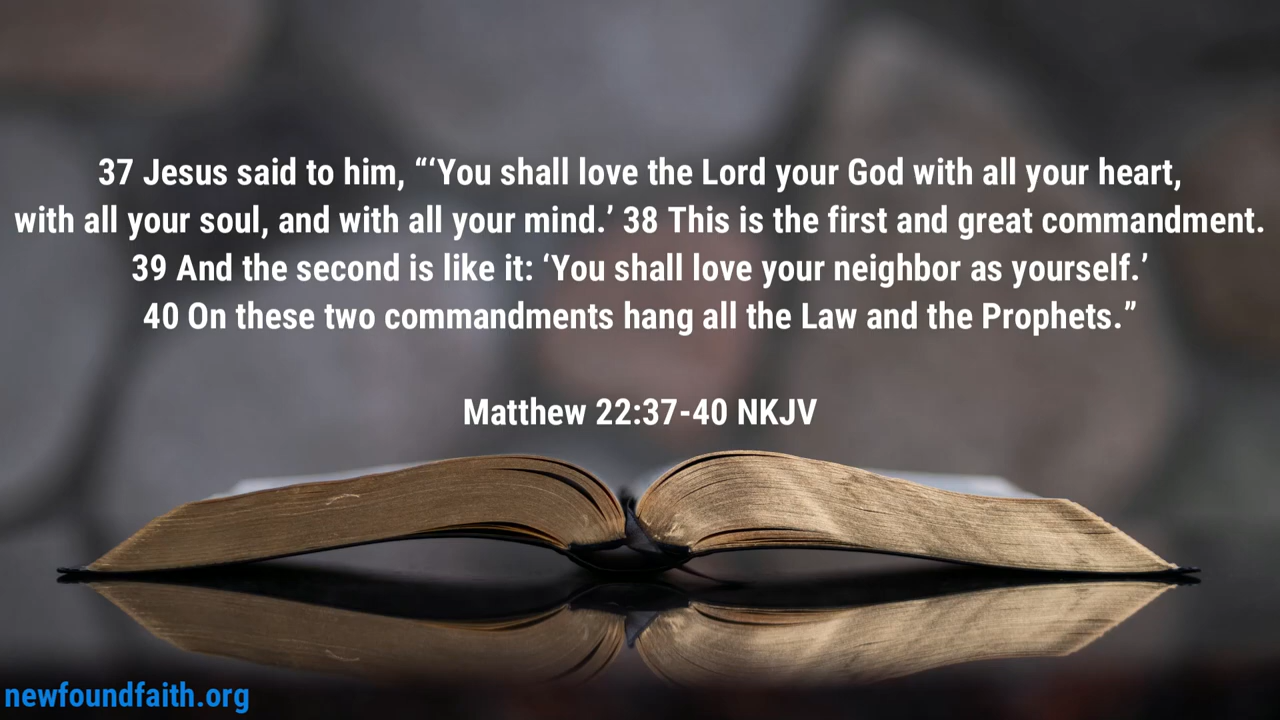 37 Jesus said to him, “‘You shall love the Lord your God with all your heart,
with all your soul, and with all your mind.’ 38 This is the first and great commandment.
39 And the second is like it: ‘You shall love your neighbor as yourself.’
40 On these two commandments hang all the Law and the Prophets.”
Matthew 22:37-40 NKJV
newfoundfaith.org